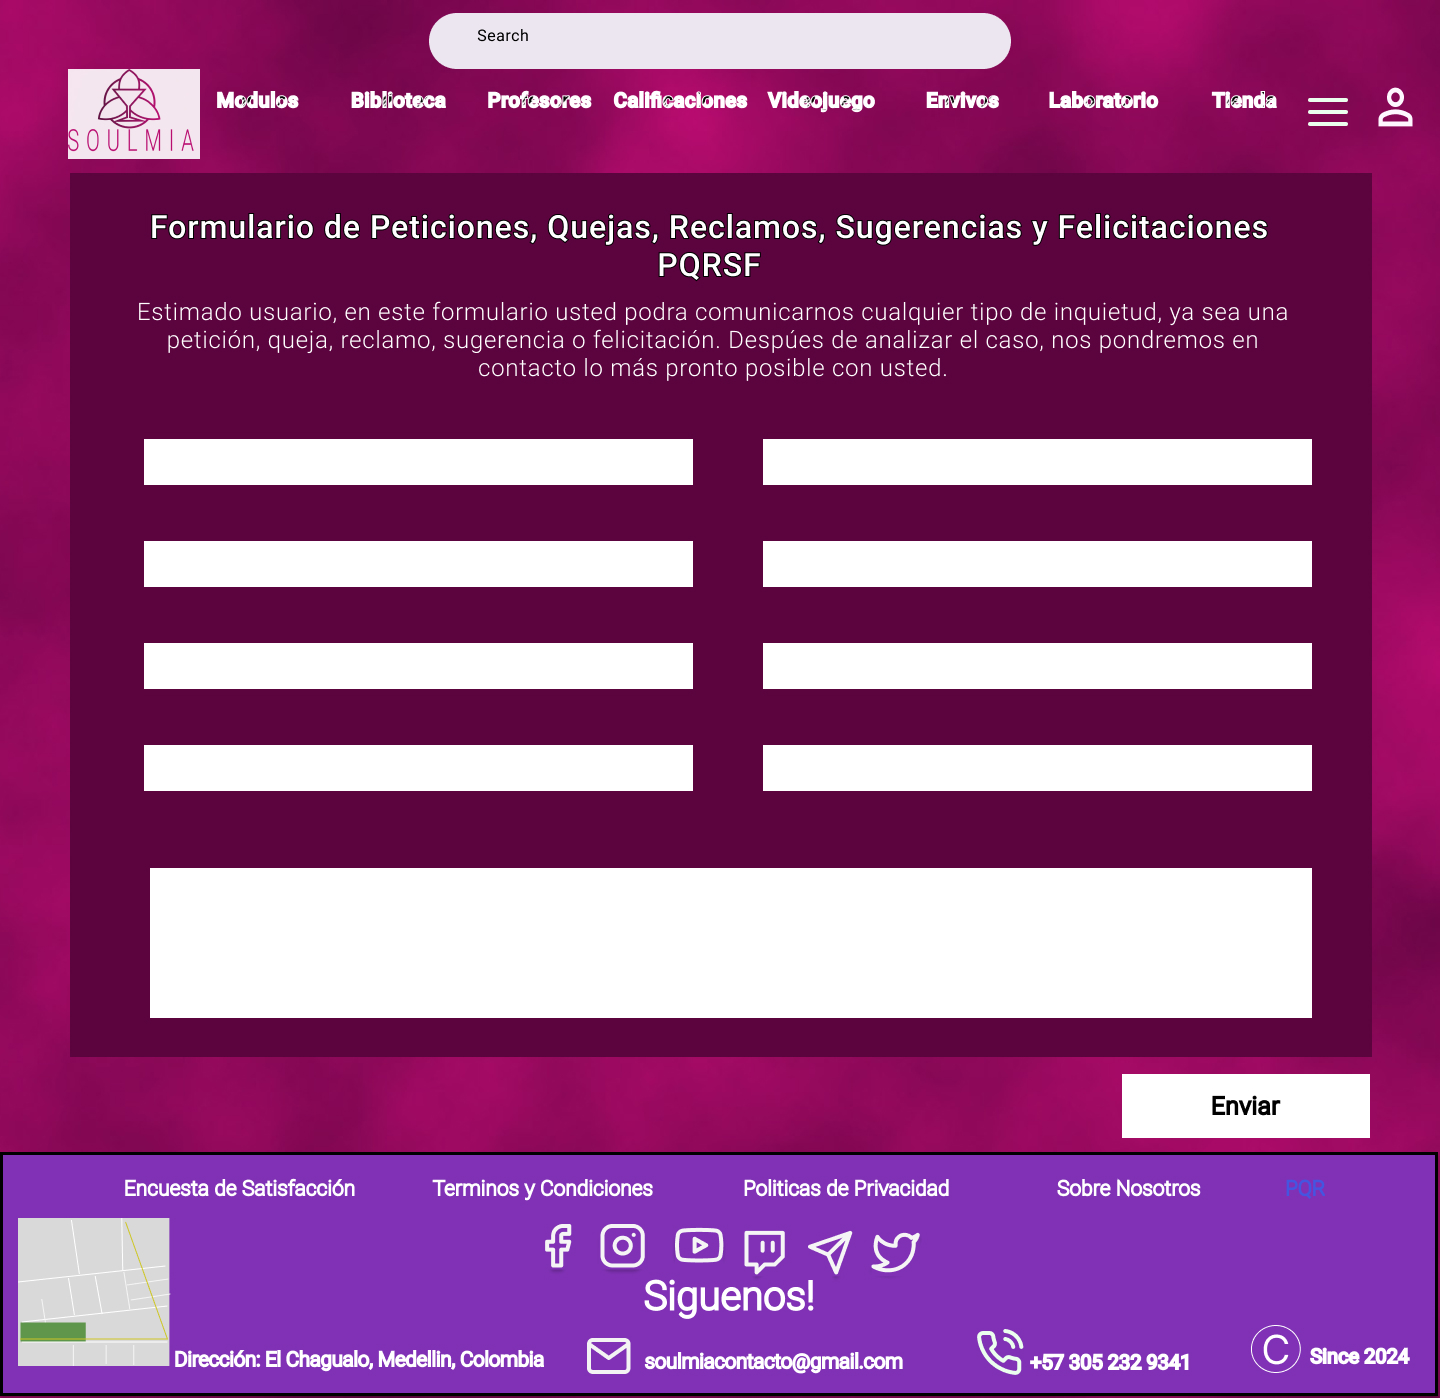 Search
SOULMIA
Modulos Biblioteca Profesores Calificaciones Videojuego Envivos Laboratorio Tienda
Formulario de Peticiones, Quejas, Reclamos, Sugerencias y Felicitaciones
PQRSF
Estimado usuario, en este formulario usted podra comunicarnos cualquier tipo de inquietud, ya sea una
petición, queja, reclamo, sugerencia o felicitación. Despúes de analizar el caso, nos pondremos en
contacto lo más pronto posible con usted.
Enviar
Encuesta de Satisfacción Terminos y Condiciones Politicas de Privacidad Sobre Nosotros PQR
Siguenos!
Dirección: El Chagualo, Medellin, Colombia soulmiacontacto@gmail.com +57 305 232 9341 © Since 2024